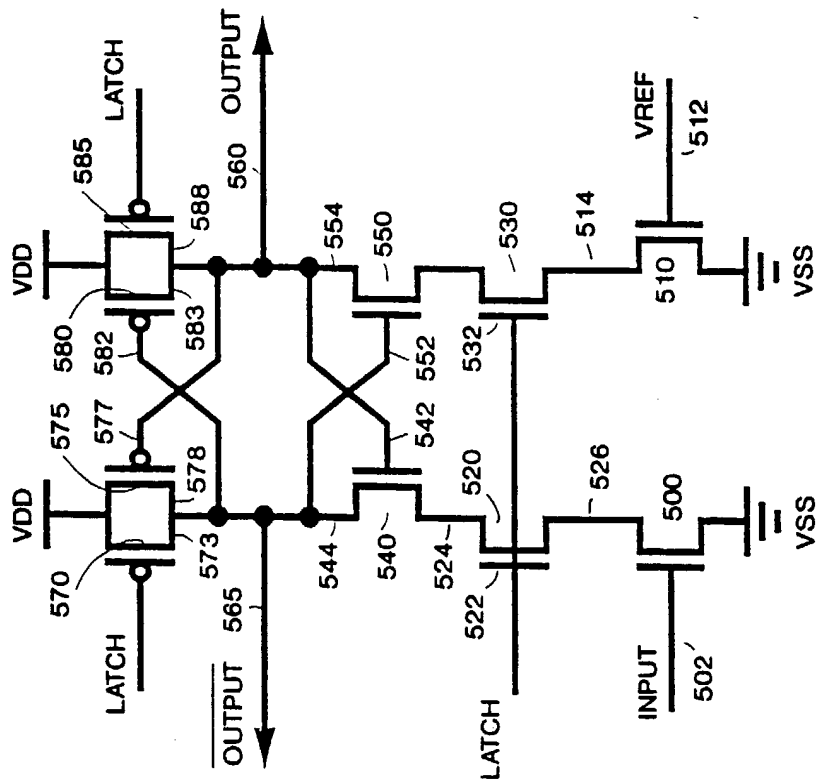 VDD
VDD
LATCH
570
575
577
580
582
585
LATCH
573
578
583
588
OUTPUT
565
560
OUTPUT
544
540
542
552
554
550
524
520
522
532
530
LATCH
526
514
INPUT
502
500
510
VREF
512
VSS
VSS